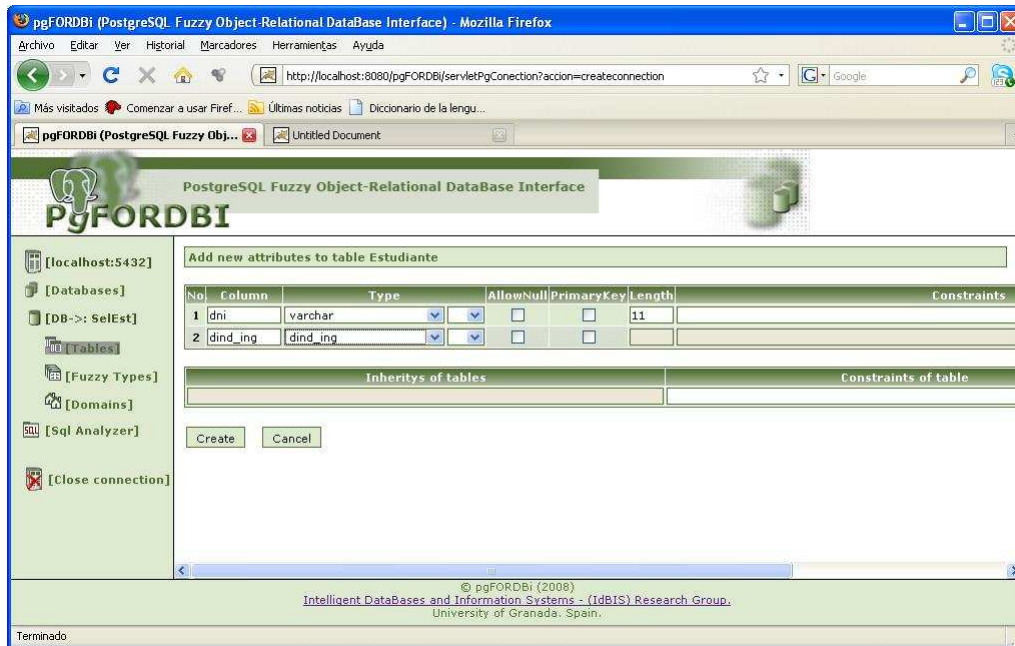 pgFORDBi (PostgreSQL Fuzzy Object-Relational DataBase Interface) - Mozilla Firefox
Archivo Editar Ver Historial Marcadores Herramientas Ayuda
http://localhost:8080/pgFORDBi/servletPgConection?accion=createconnection
Google
Más visitados Comenzar a usar Firef... Últimas noticias Diccionario de la lengu...
pgFORDBi (PostgreSQL Fuzzy Obj... Untitled Document
PostgreSQL Fuzzy Object-Relational DataBase Interface
PgFORDBI
[localhost:5432]
[Databases]
[DB->: SelEst]
[Tables]
[Fuzzy Types]
[Domains]
[Sql Analyzer]
[Close connection]
Add new attributes to table Estudiante
No. Column Type AllowNull PrimaryKey Length Constraints
1 dni varchar 11
2 dind_ing dind_ing
Inheritys of tables Constraints of table
Create Cancel
© pgFORDBi (2008)
Intelligent DataBases and Information Systems - (IdBIS) Research Group.
University of Granada. Spain.
Terminado